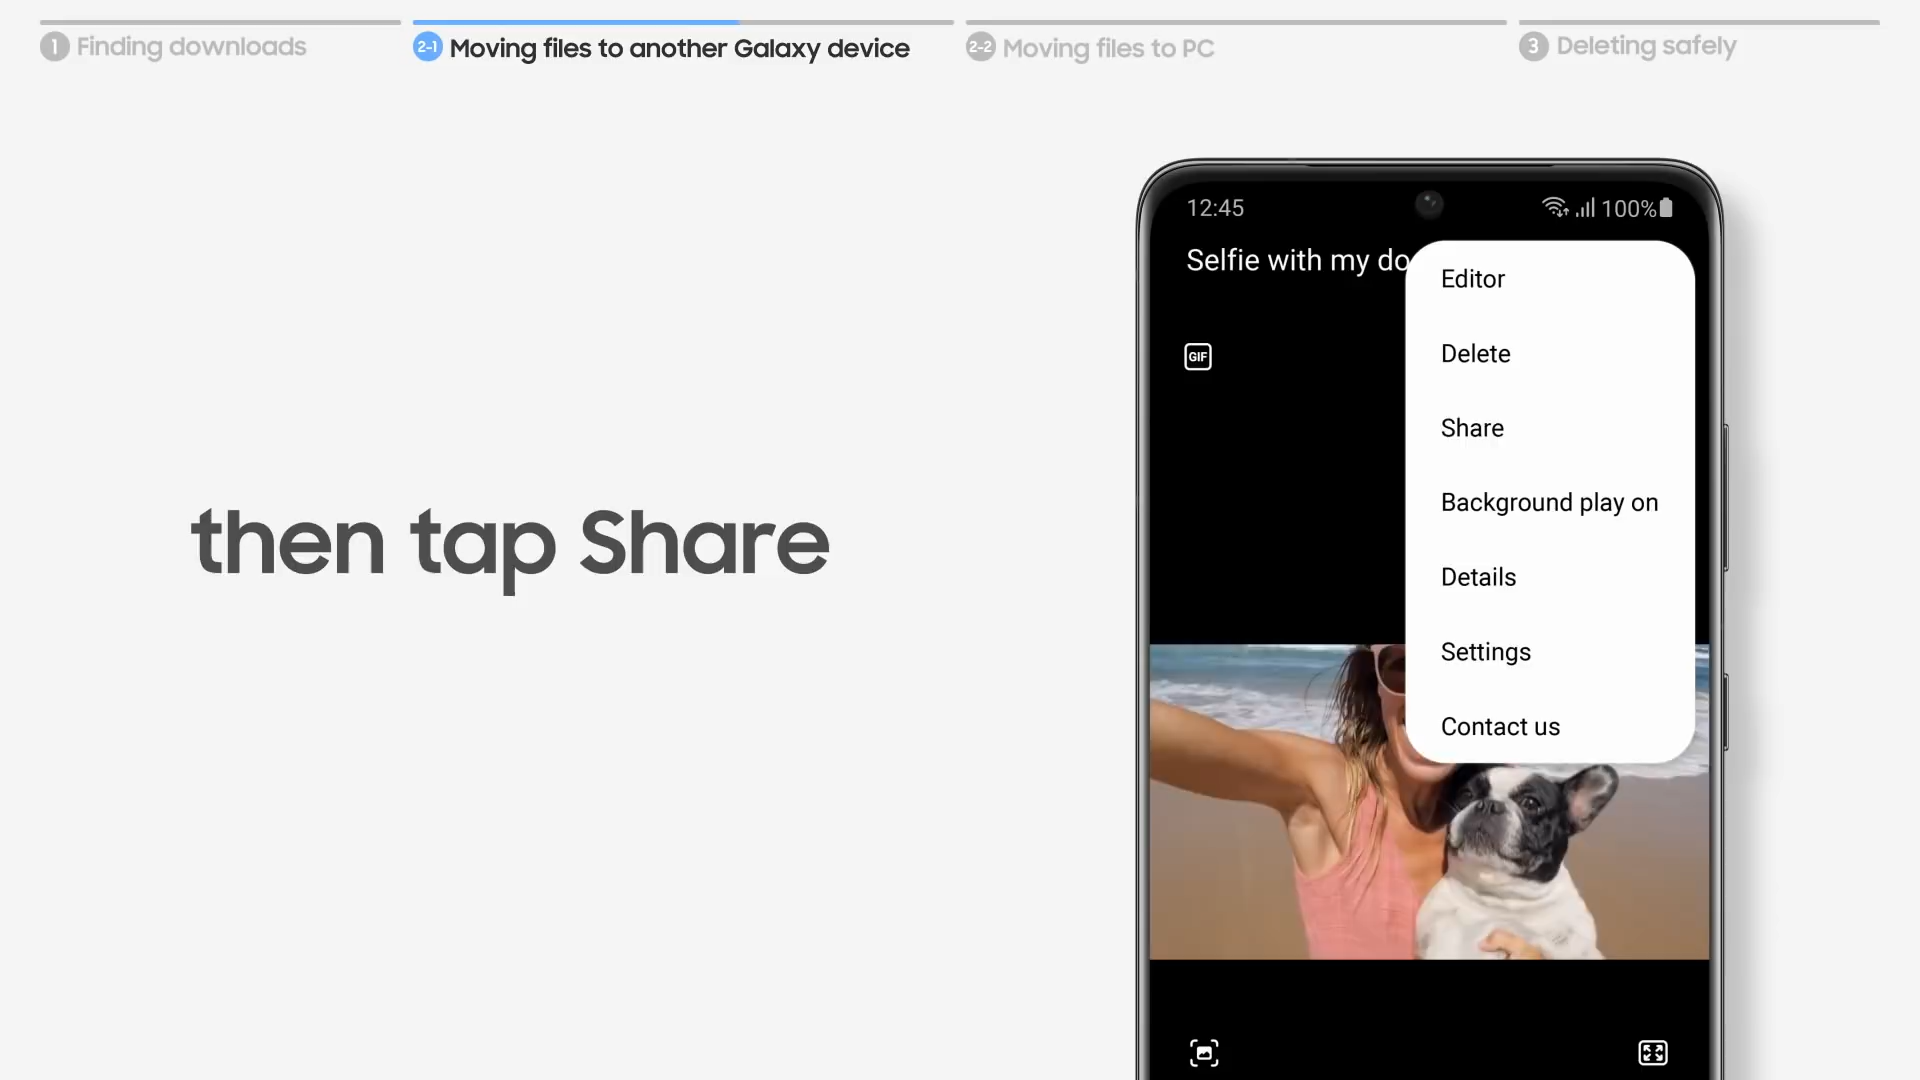 1 Finding downloads
2-1 Moving files to another Galaxy device
2-2 Moving files to PC
3 Deleting safely
then tap Share
12:45
100%
Selfie with my do
GIF
Editor
Delete
Share
Background play on
Details
Settings
Contact us